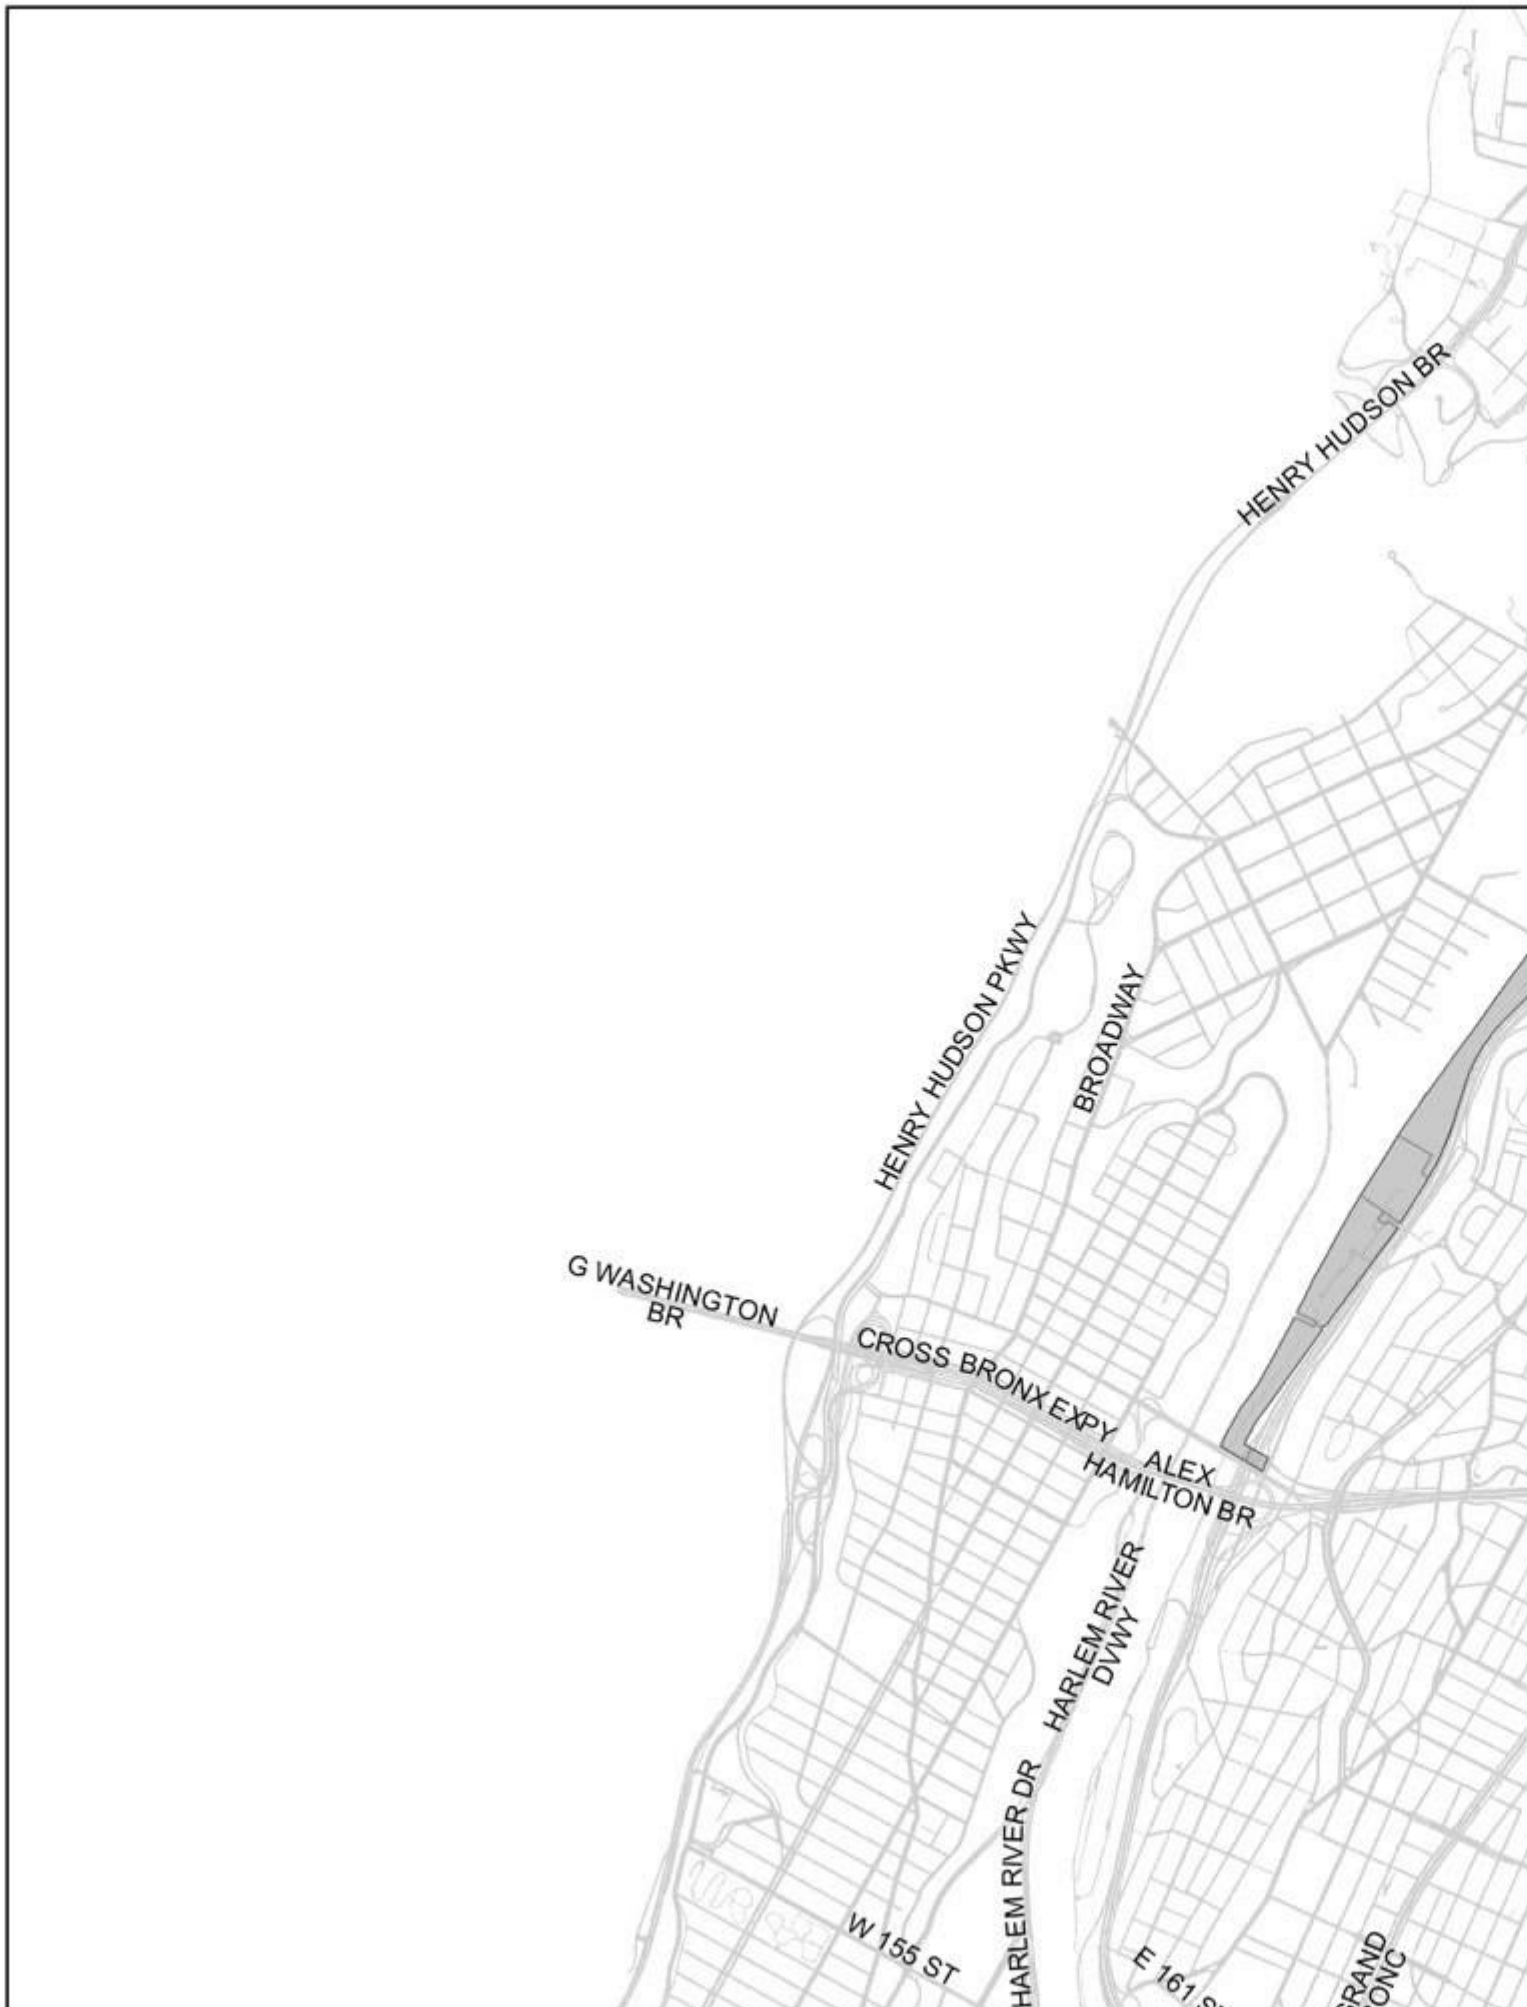 HENRY HUDSON BR
HENRY HUDSON PKWY
BROADWAY
G WASHINGTON
BR
CROSS BRONX EXPY
ALEX
HAMILTON BR
HARLEM RIVER
DVWY
HARLEM RIVER DR
W 155 ST
E 161